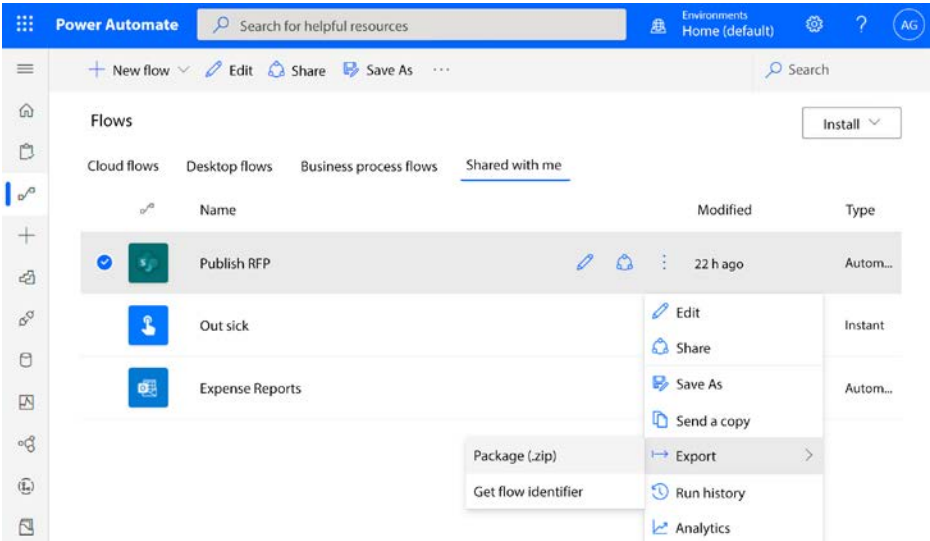 Power Automate
Search for helpful resources
Environments
Home (default)
?
AG
New flow Edit Share Save As ...
Search
Flows
Install
Cloud flows Desktop flows Business process flows Shared with me
Name Modified Type
Publish RFP 22 h ago Autom...
Out sick Instant
Expense Reports Autom...
Edit
Share
Save As
Send a copy
Export
Run history
Analytics
Package (.zip)
Get flow identifier